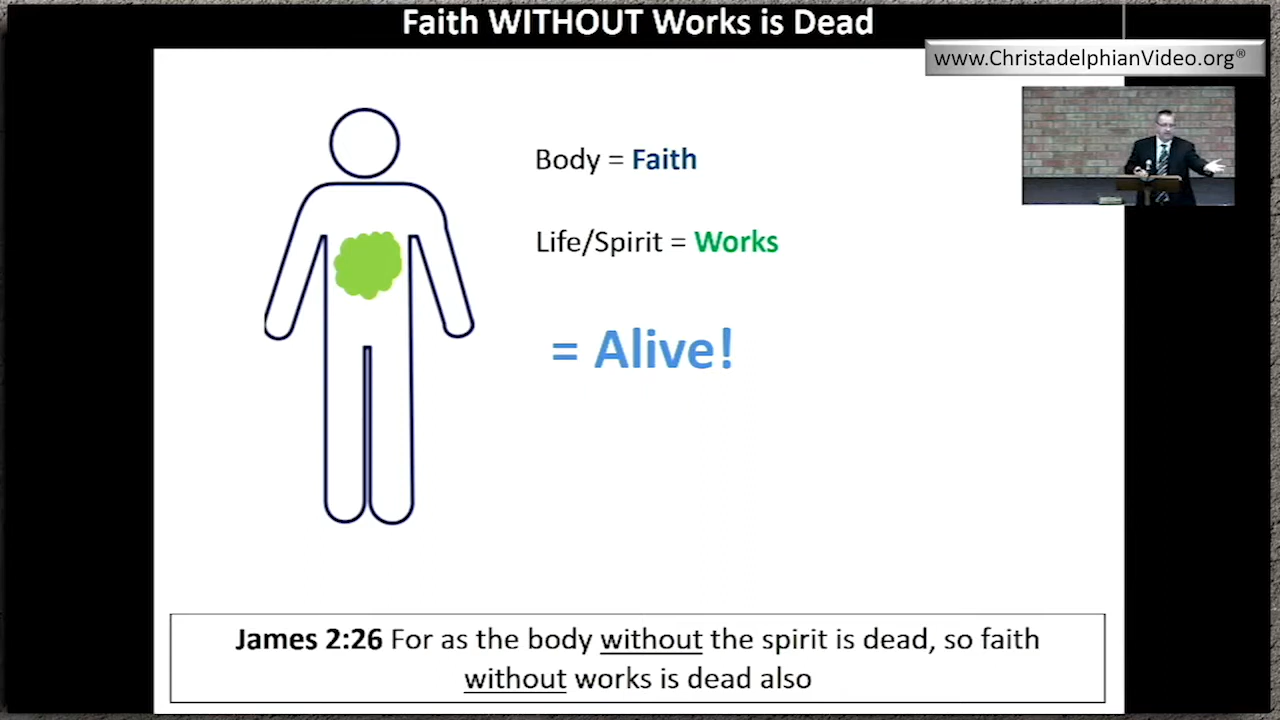 Faith WITHOUT Works is Dead
www.ChristadelphianVideo.org®
Body = Faith
Life/Spirit = Works
= Alive!
James 2:26 For as the body without the spirit is dead, so faith
without works is dead also